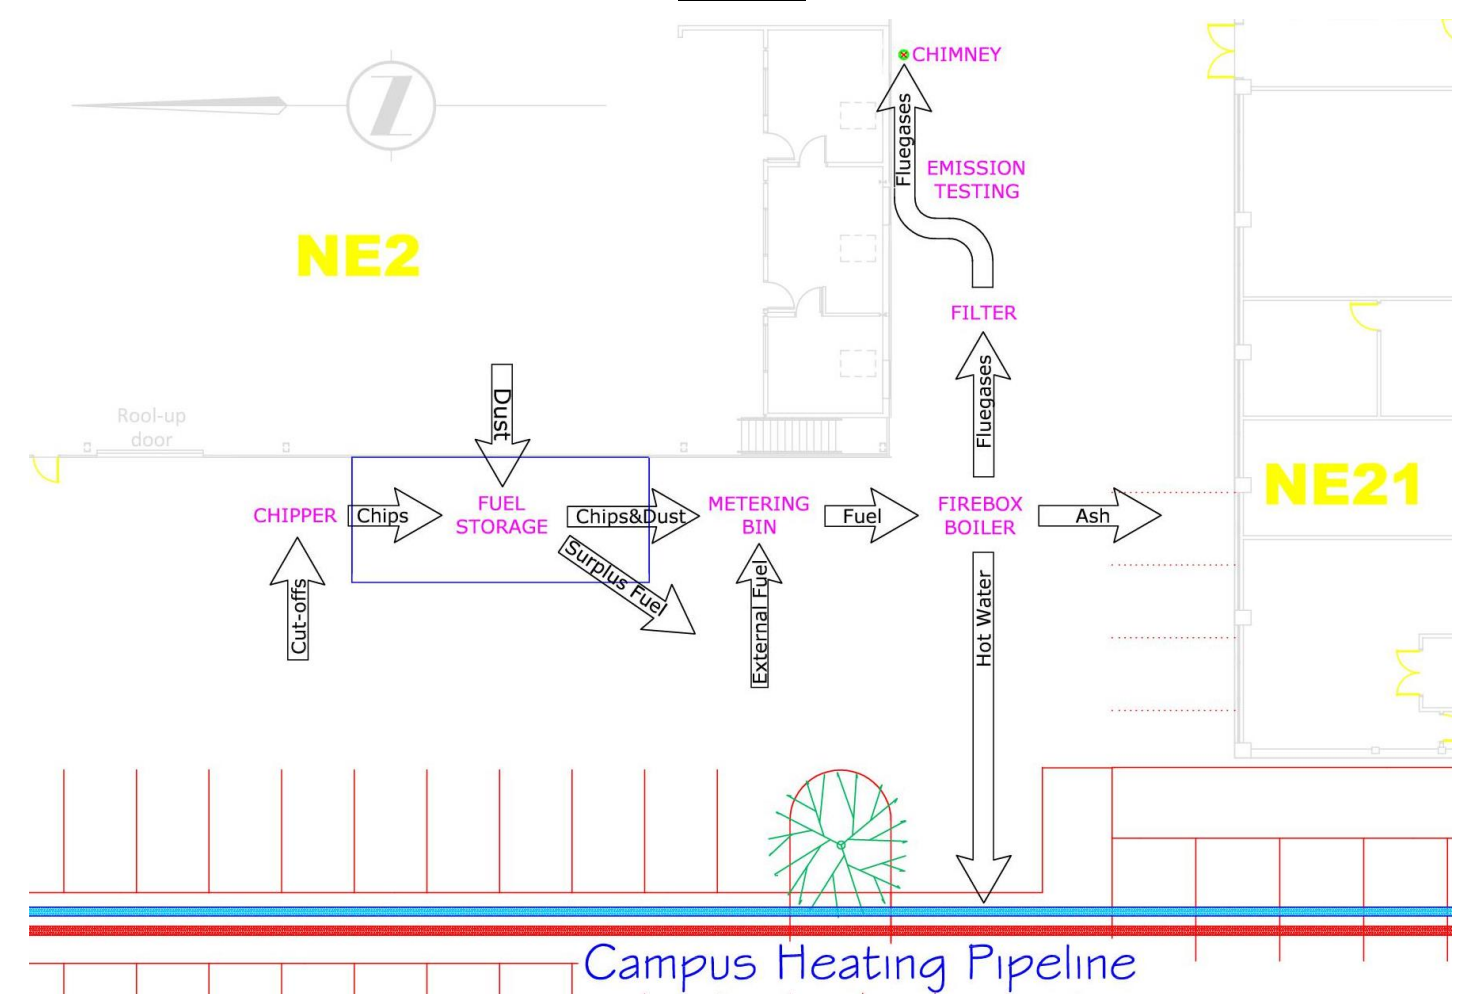 CHIMNEY
Fluegases
EMISSION
TESTING
Z
NE2
FILTER
Fluegases
Dust
Rool-up
door
NE21
CHIPPER
Chips
FUEL
STORAGE
Chips&Dust
METERING
BIN
Fuel
FIREBOX
BOILER
Ash
Surplus Fuel
Cut-offs
External Fuel
Hot Water
Campus Heating Pipeline